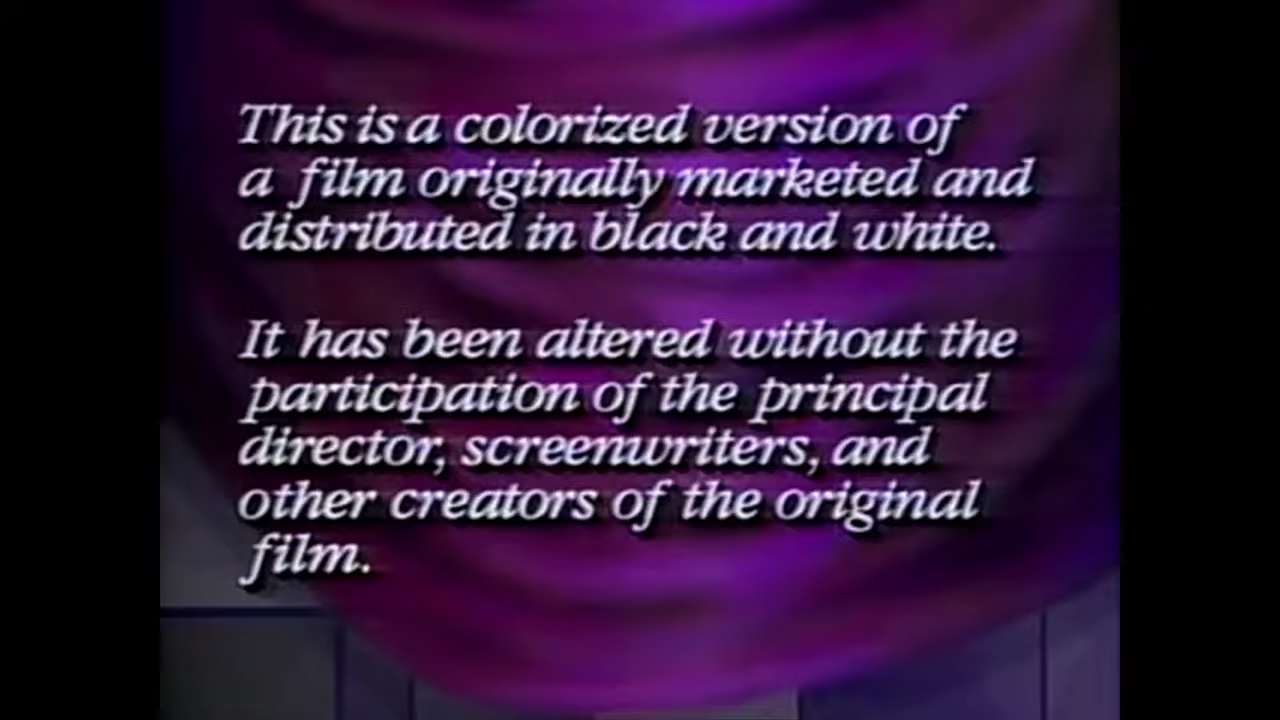 This is a colorized version of
a film originally marketed and
distributed in black and white.
It has been altered without the
participation of the principal
director, screenwriters, and
other creators of the original
film.